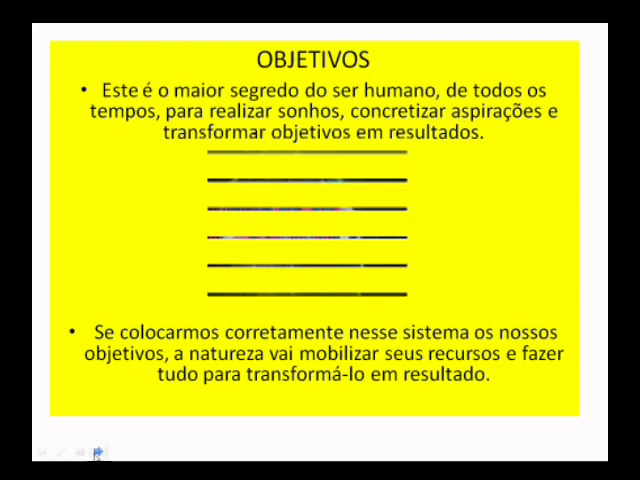 OBJETIVOS
• Este é o maior segredo do ser humano, de todos os
tempos, para realizar sonhos, concretizar aspirações e
transformar objetivos em resultados.
• Se colocarmos corretamente nesse sistema os nossos
objetivos, a natureza vai mobilizar seus recursos e fazer
tudo para transformá-lo em resultado.